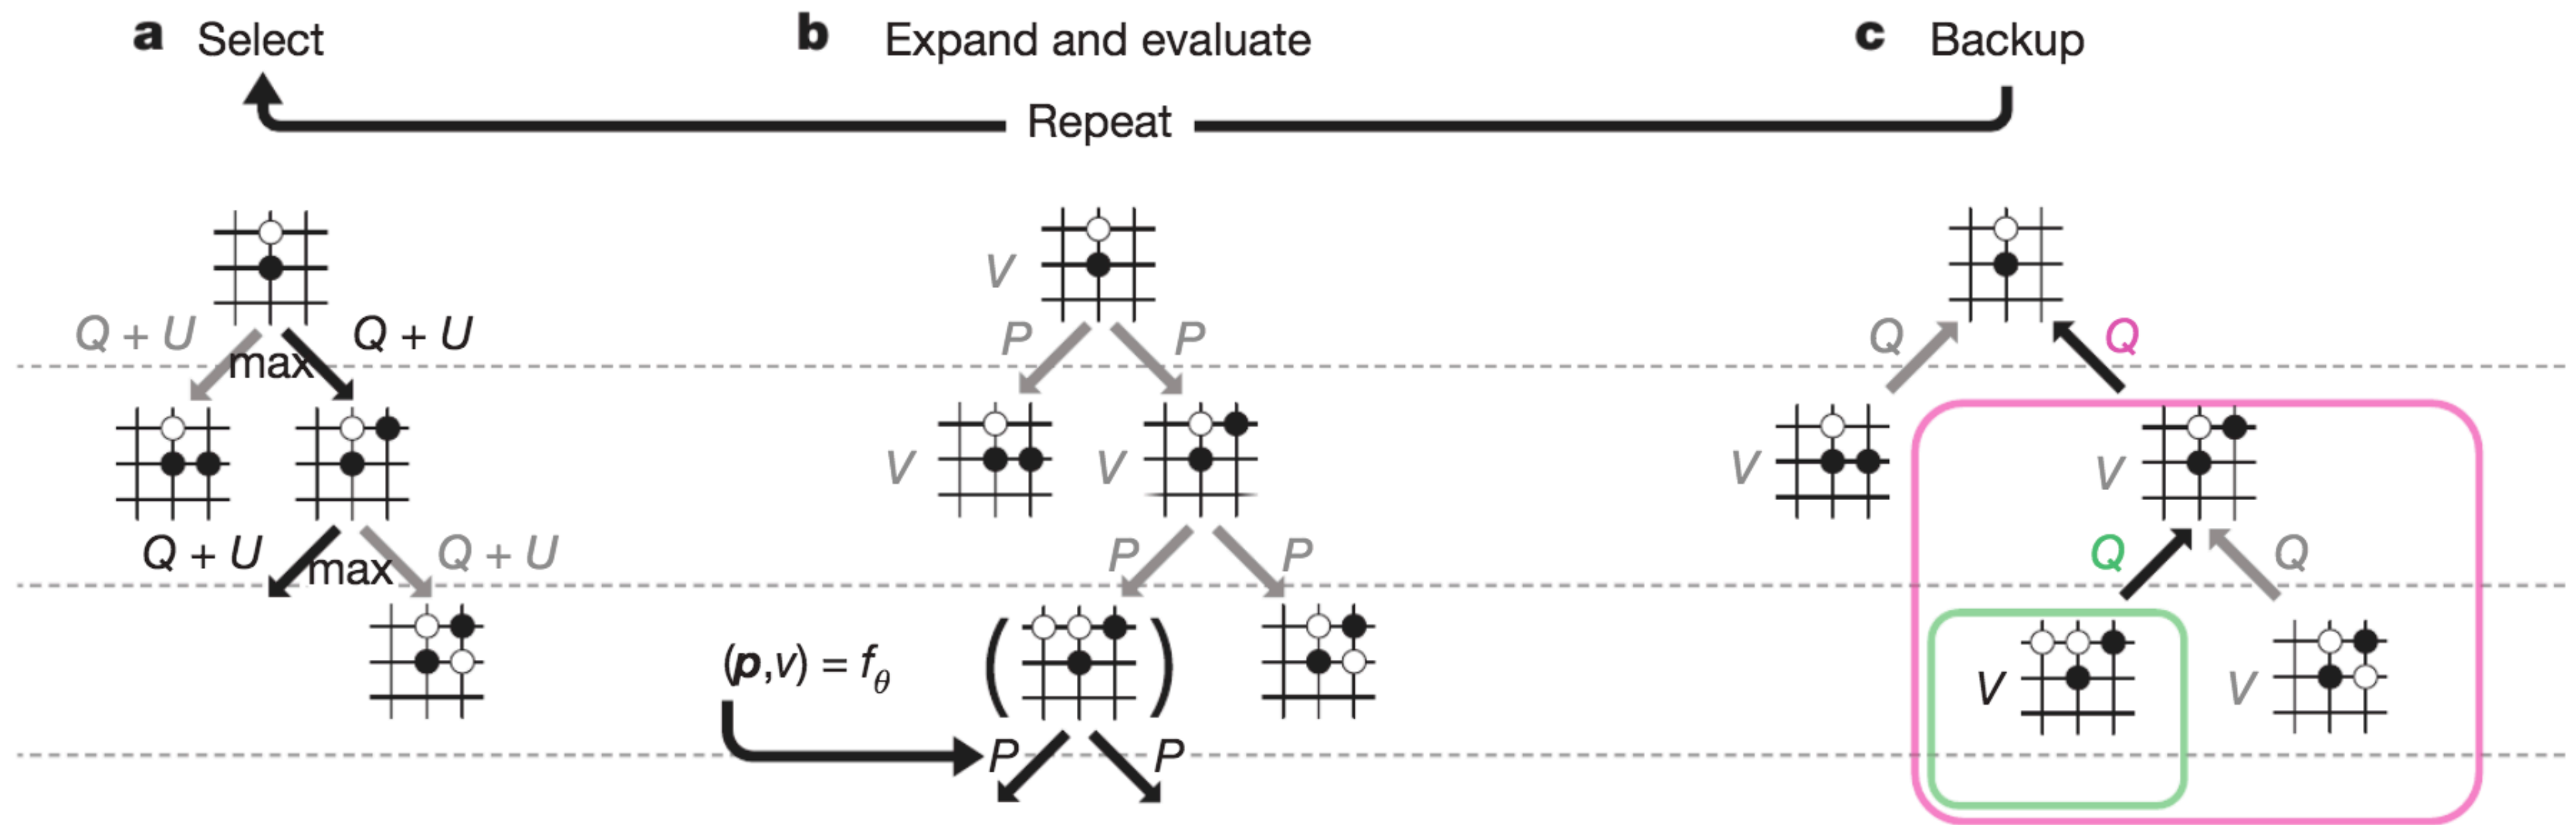 a Select
b Expand and evaluate
c Backup
Repeat
Q + U
max
Q + U
Q + U
max
Q + U
V
P
P
V
V
P
P
(p,v) = fθ
(
)
P
P
Q
Q
V
V
Q
Q
V
V